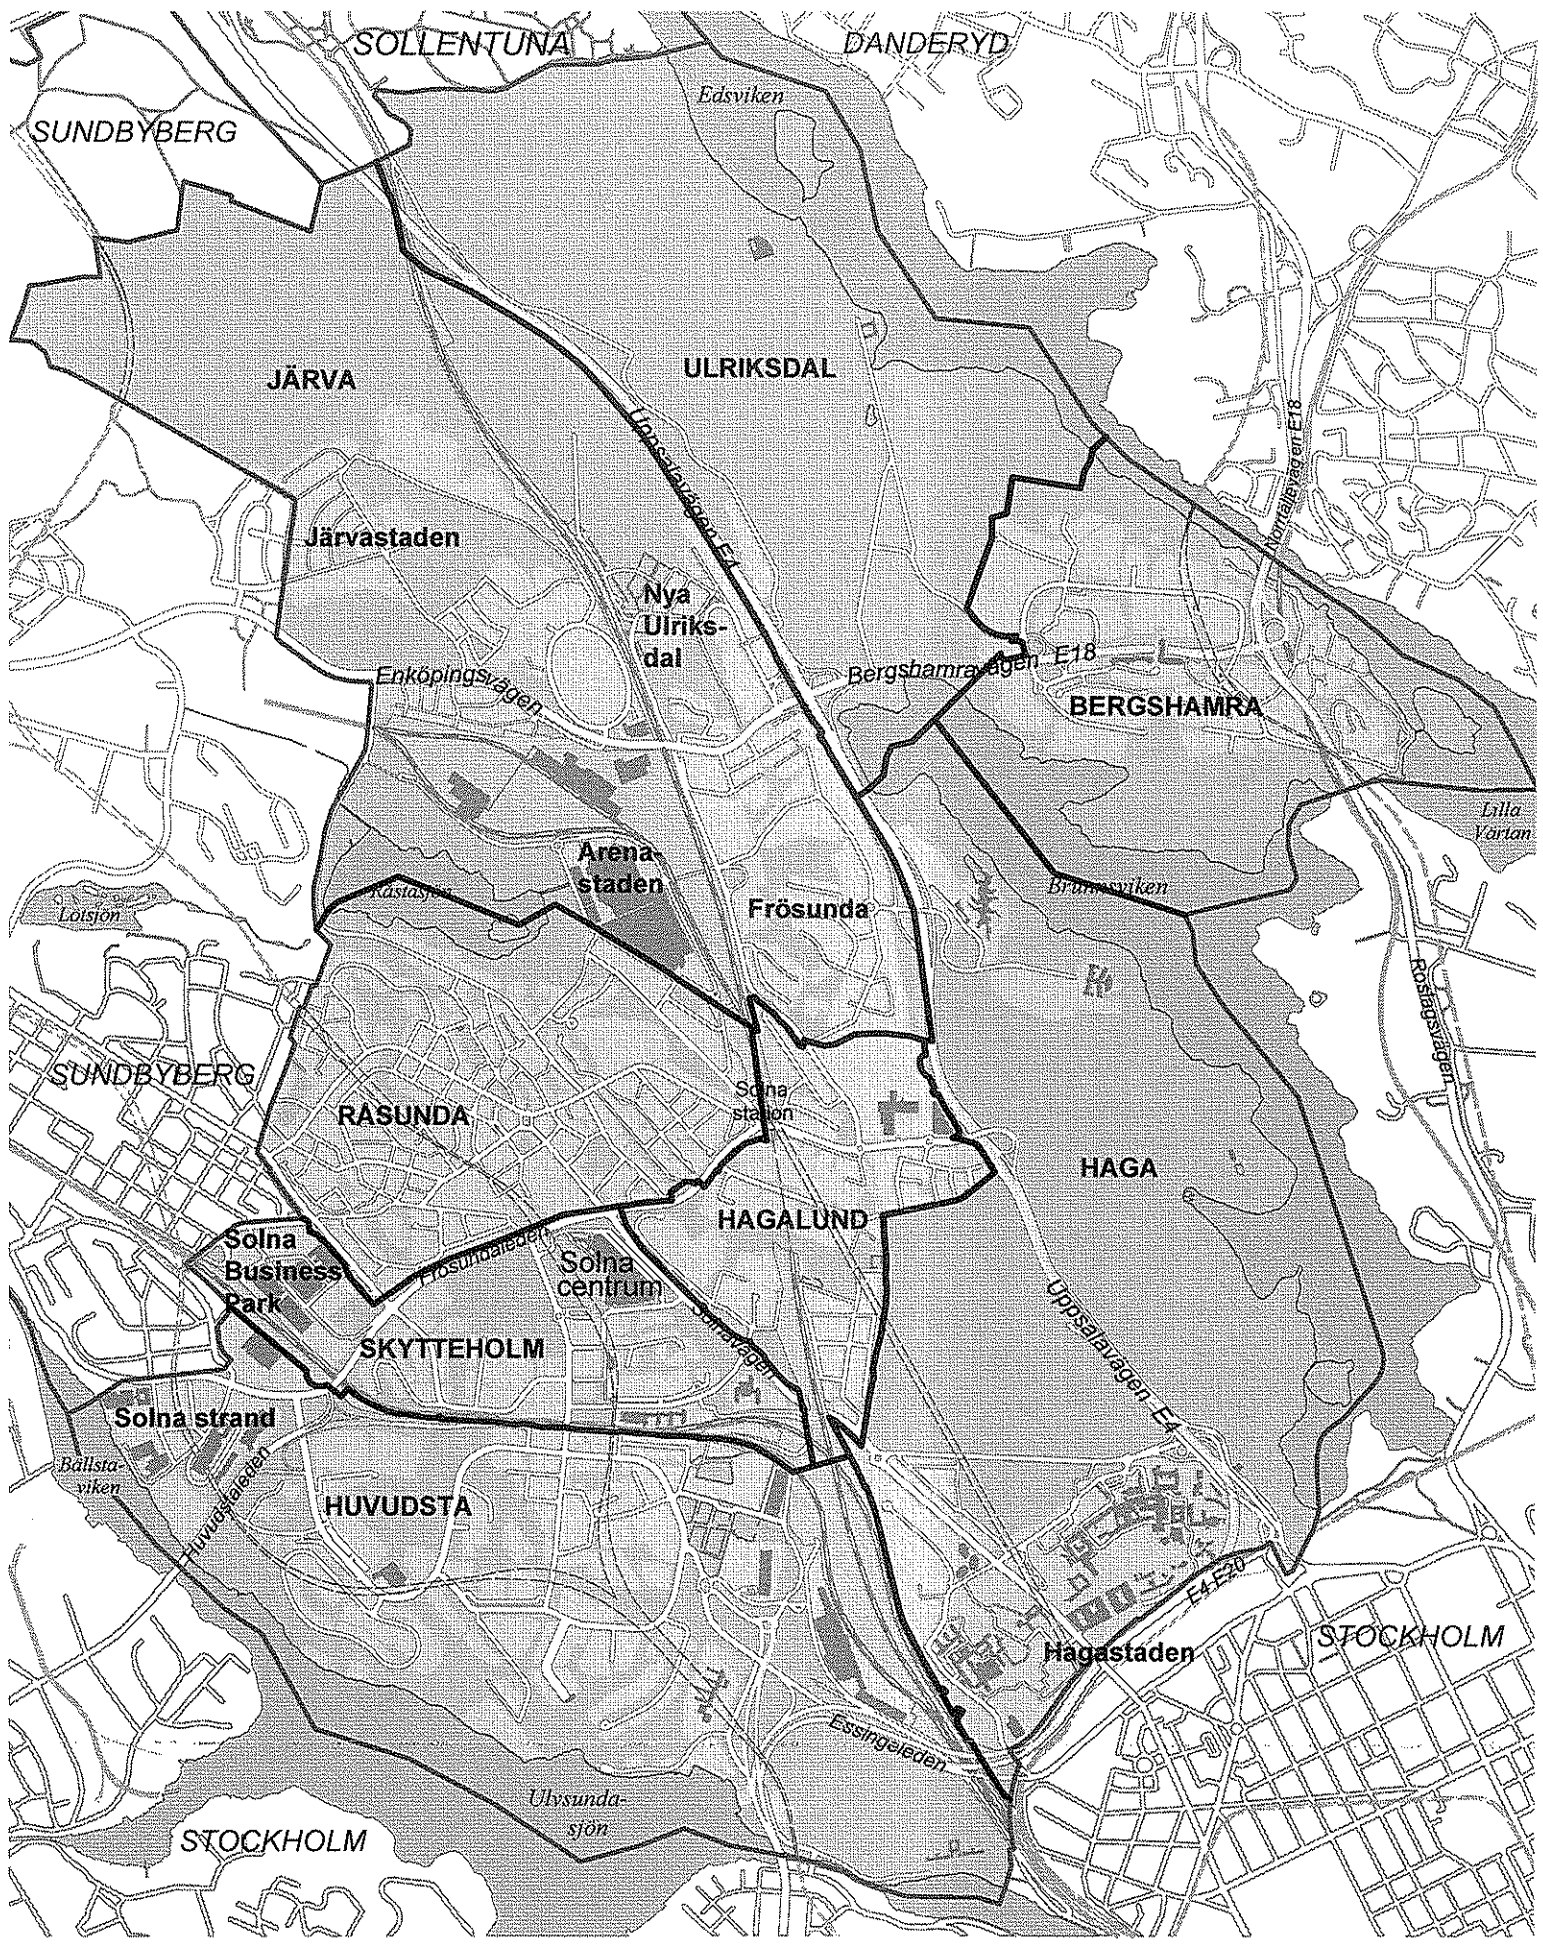 SOLLENTUNA
DANDERYD
Edsviken
SUNDBYBERG
JÄRVA
ULRIKSDAL
Uppsalavägen E4
Norrtäljevägen E18
Järvastaden
Nya
Ulriks-
dal
Enköpingsvägen
Bergshamravägen E18
BERGSHAMRA
Lilla
Värtan
Arena-
staden
Råstasjön
Brunnsviken
Lötsjön
Frösunda
Roslagsvägen
SUNDBYBERG
RÅSUNDA
Solna
station
HAGA
HAGALUND
Solna
Business
Park
Frösundaleden
Solna
centrum
Solnavägen
Uppsalavägen E4
SKYTTEHOLM
Solna strand
Bällsta-
viken
Huvudstaleden
HUVUDSTA
E4 E20
STOCKHOLM
Hagastaden
Essingeleden
Ulvsunda-
sjön
STOCKHOLM